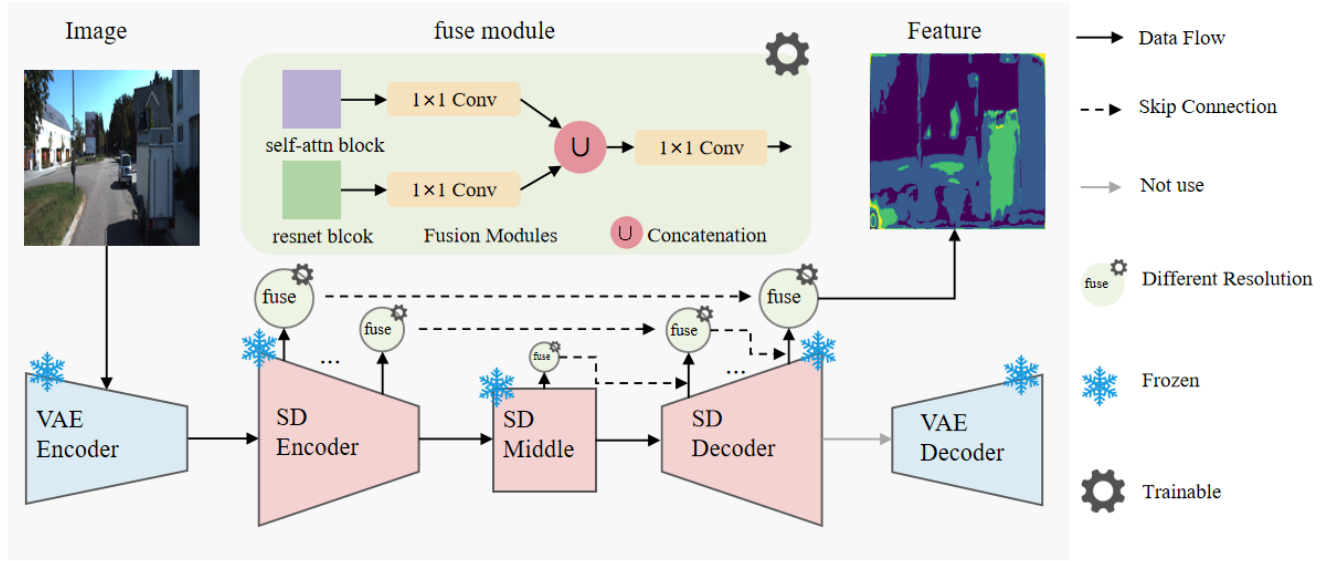 Image
fuse module
Feature
1×1 Conv
self-attn block
U
1×1 Conv
1×1 Conv
resnet blcok
Fusion Modules
U Concatenation
fuse
fuse
fuse
fuse
fuse
...
...
VAE
Encoder
SD
Encoder
SD
Middle
SD
Decoder
VAE
Decoder
Data Flow
Skip Connection
Not use
fuse
Different Resolution
Frozen
Trainable